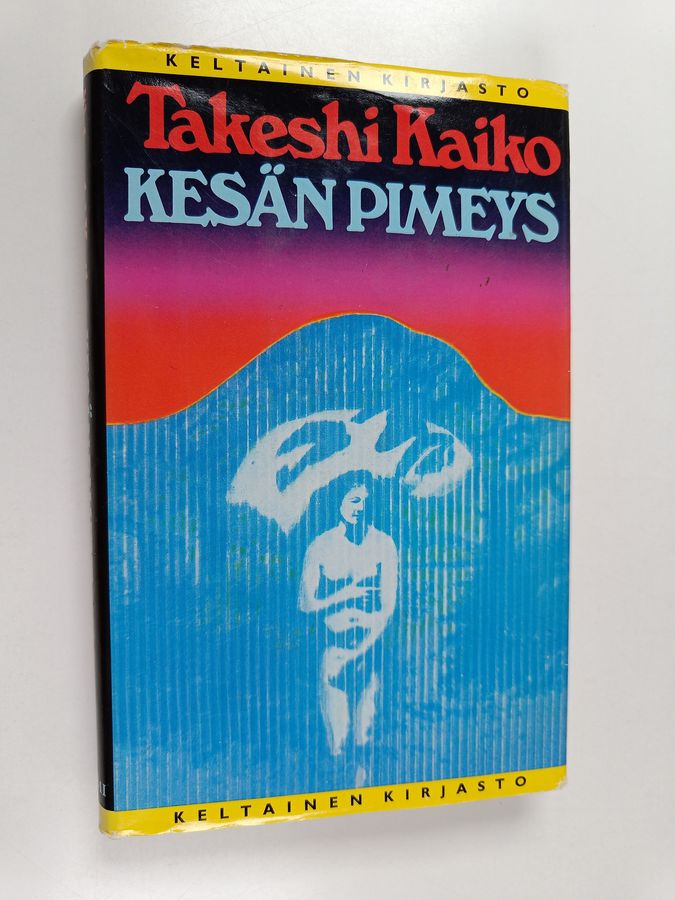 KELTAINEN KIRJASTO
Takeshi Kaiko
KESÄN PIMEYS
KELTAINEN KIRJASTO